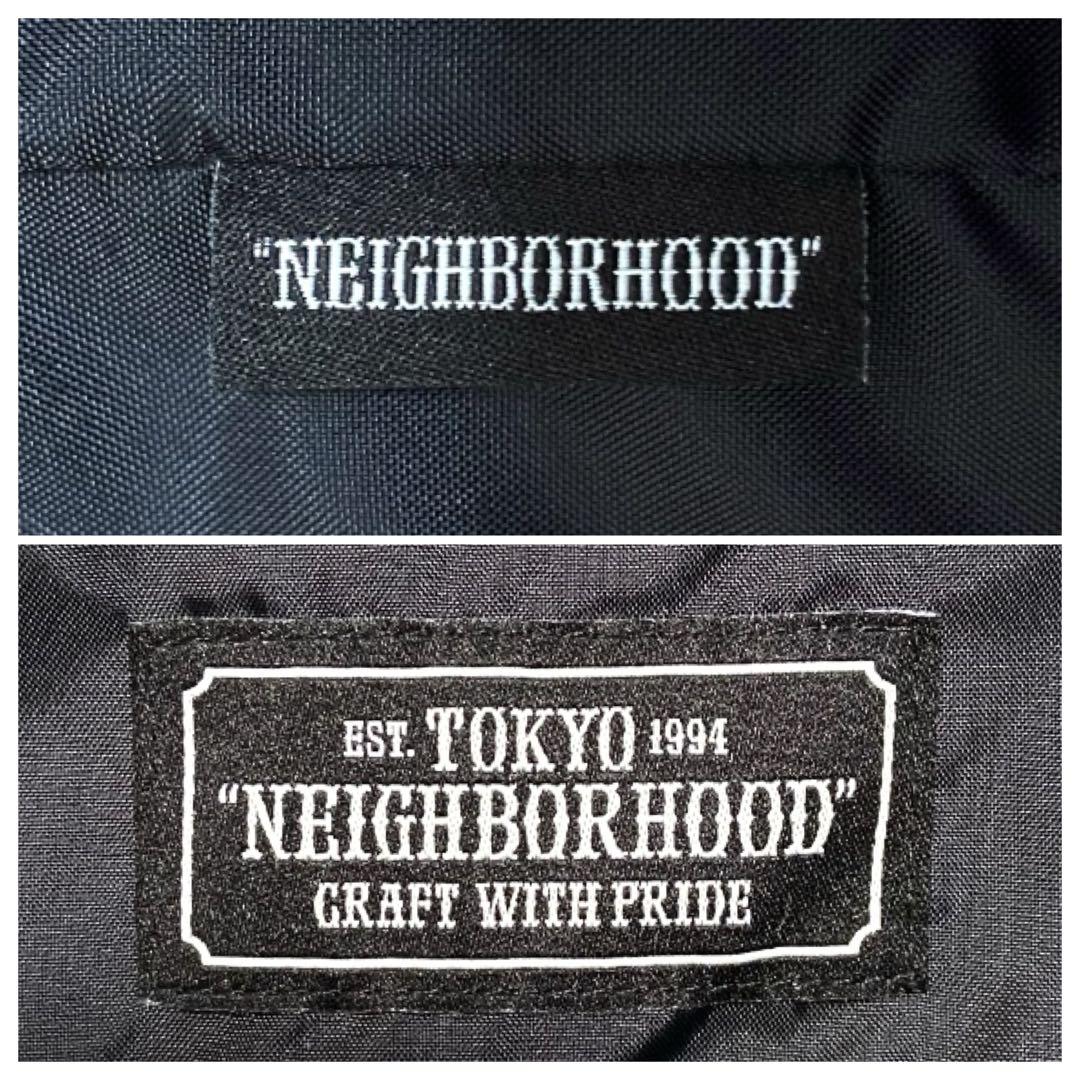 "NEIGHBORHOOD"
EST. TOKYO 1994
"NEIGHBORHOOD"
CRAFT WITH PRIDE